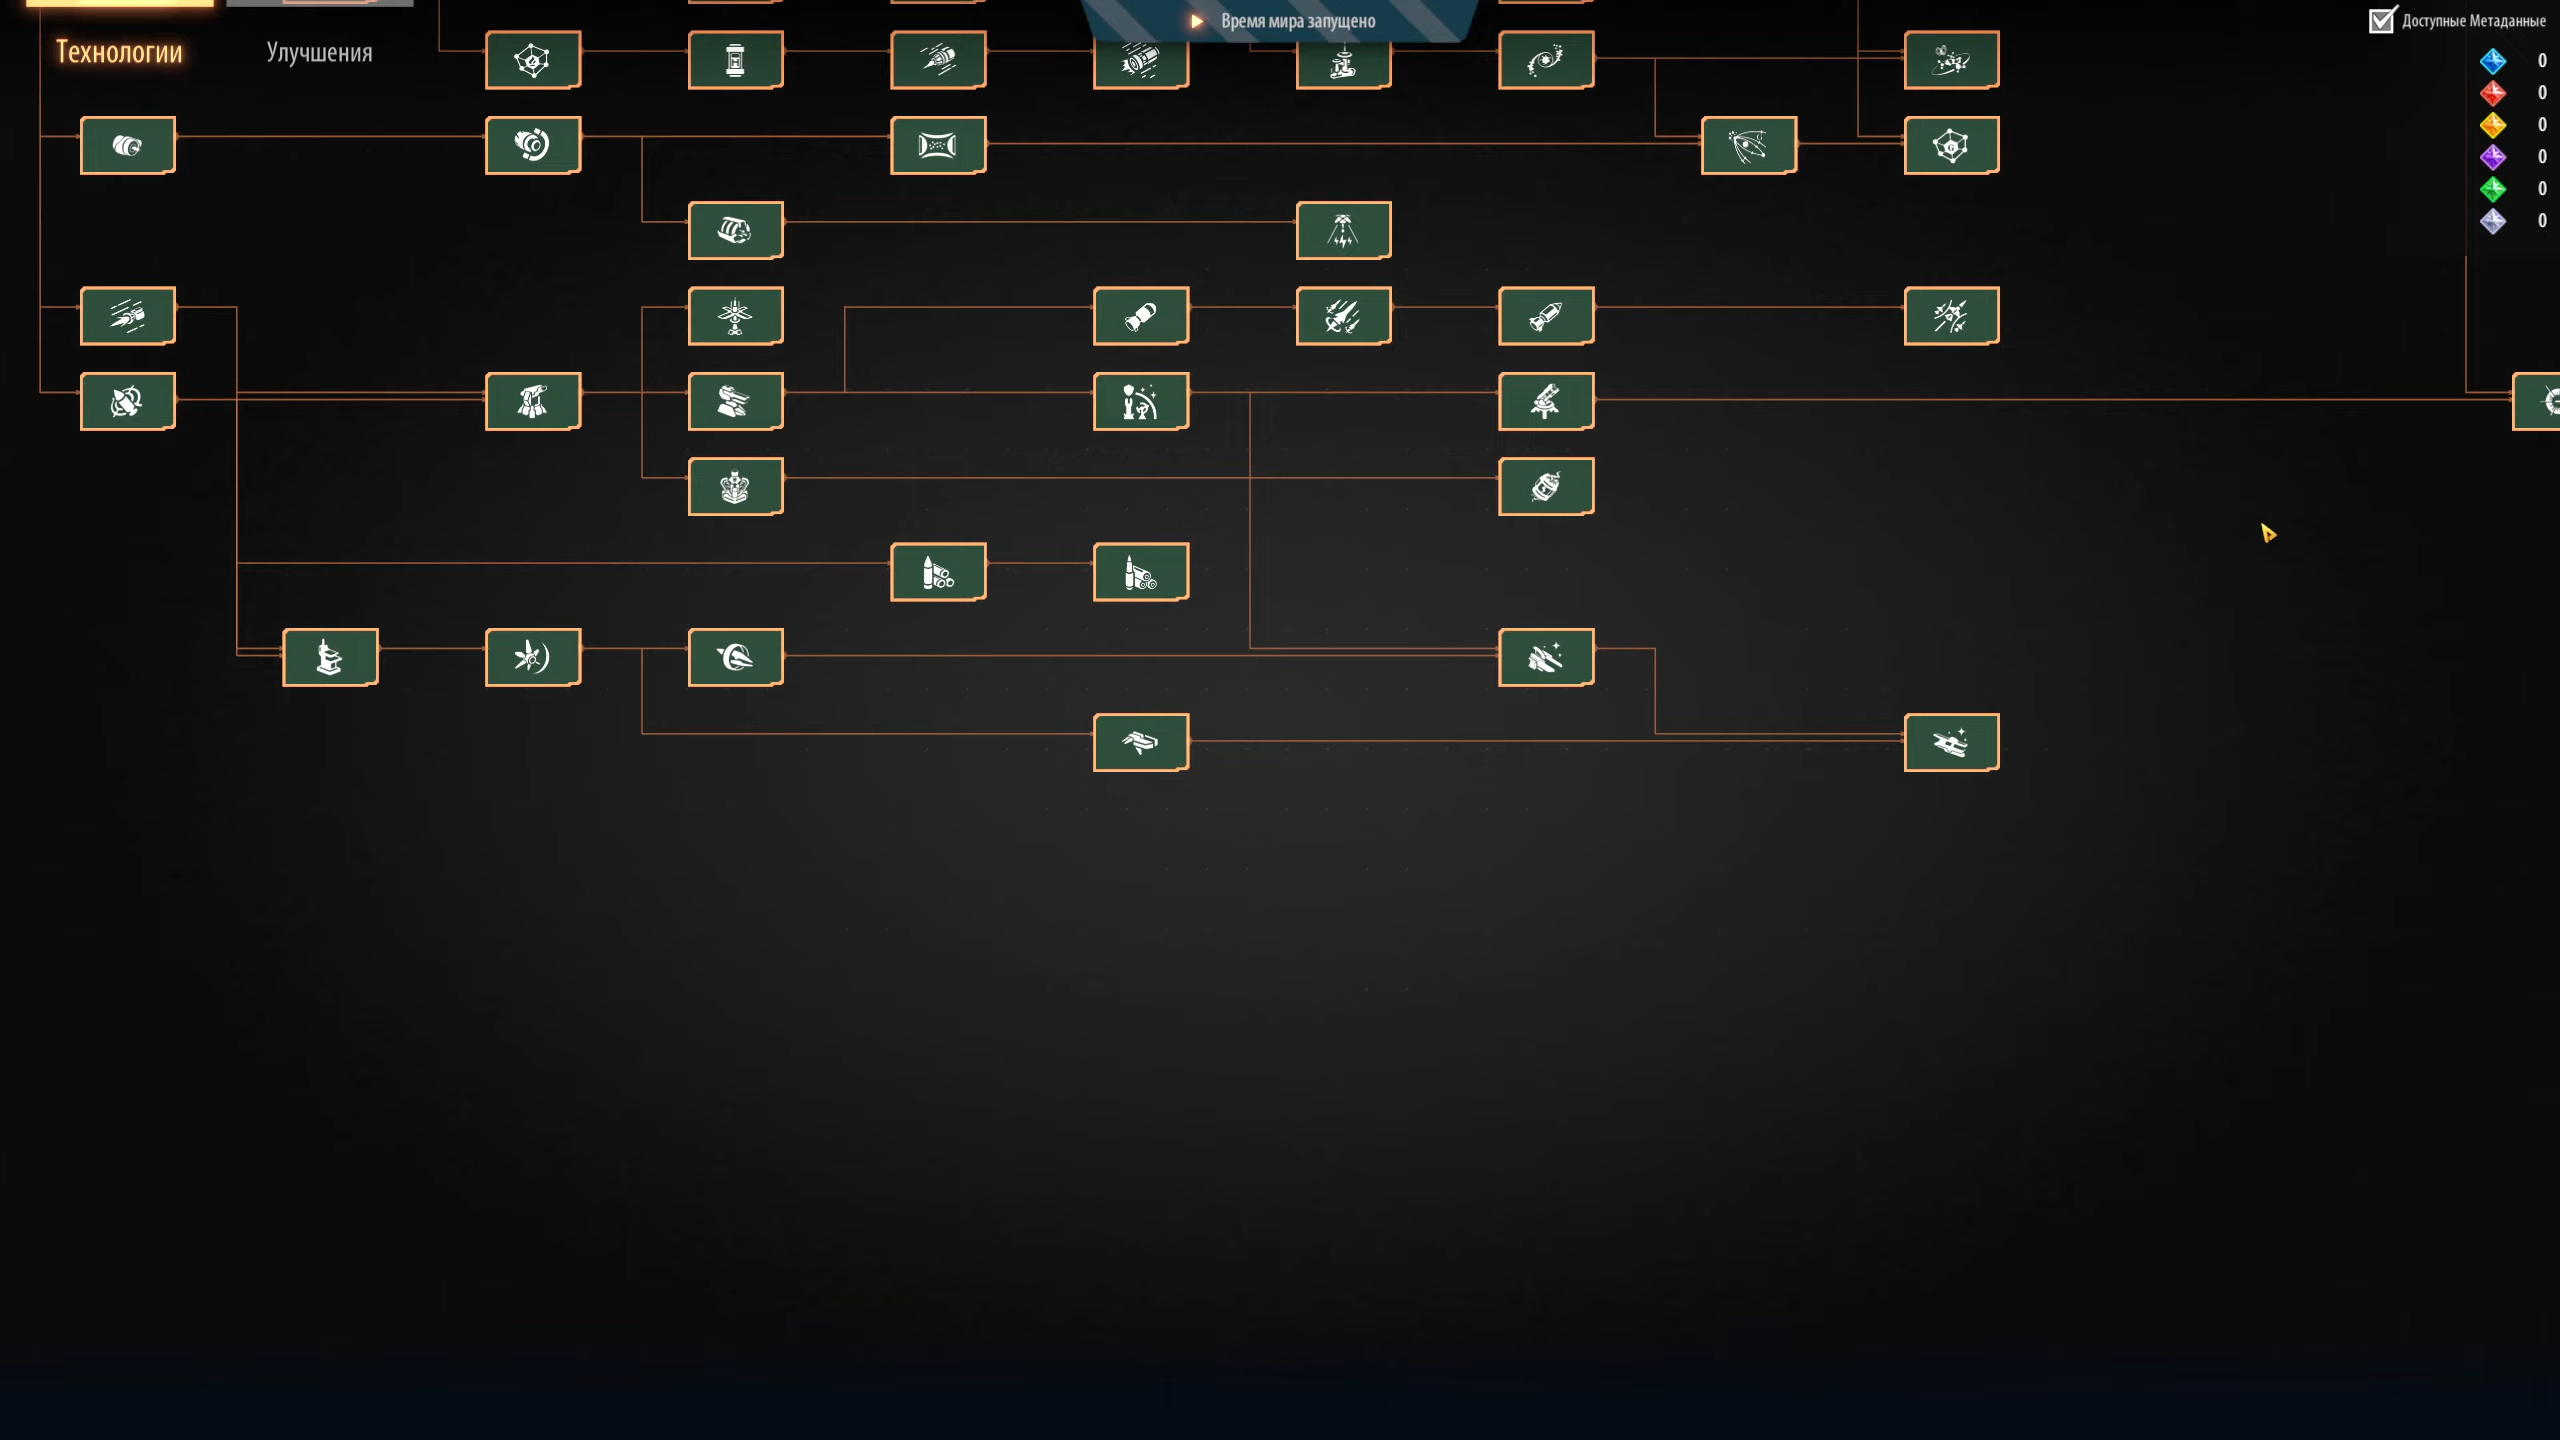 Время мира запущено
Доступные Метаданные
Технологии
Улучшения
0
0
0
0
0
0